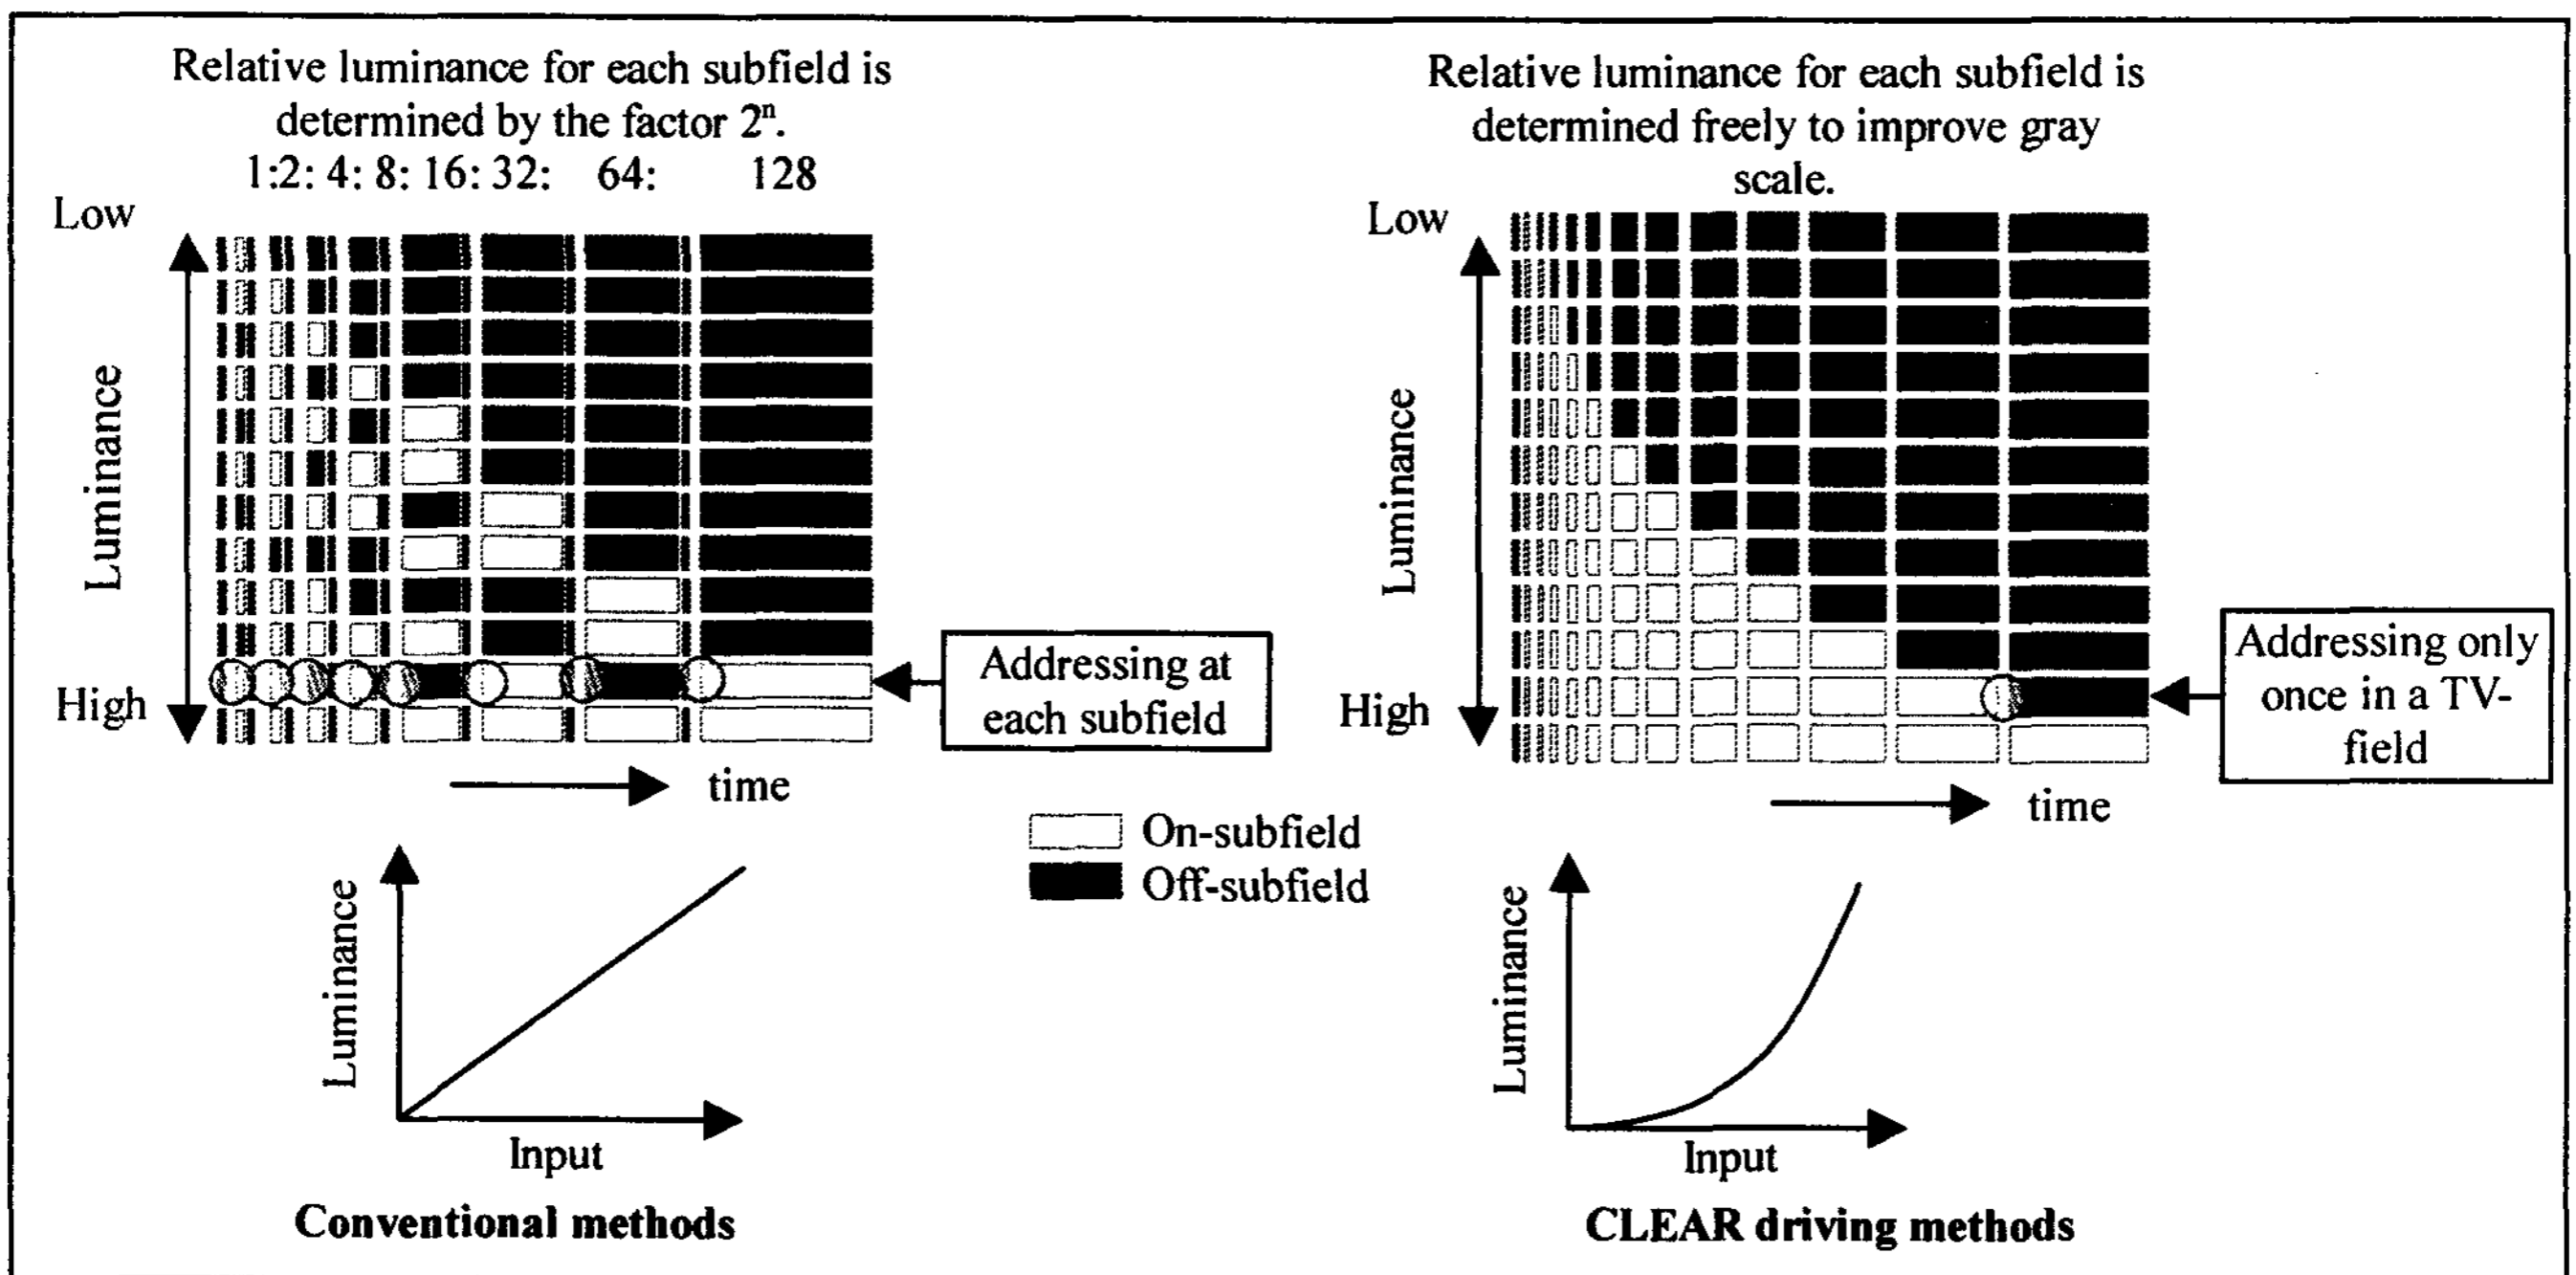 Relative luminance for each subfield is
determined by the factor 2ⁿ.
1:2: 4: 8: 16: 32: 64: 128
Low
Luminance
High
Addressing at
each subfield
time
Luminance
Input
Conventional methods
On-subfield
Off-subfield
Relative luminance for each subfield is
determined freely to improve gray
scale.
Low
Luminance
High
Addressing only
once in a TV-
field
time
Luminance
Input
CLEAR driving methods